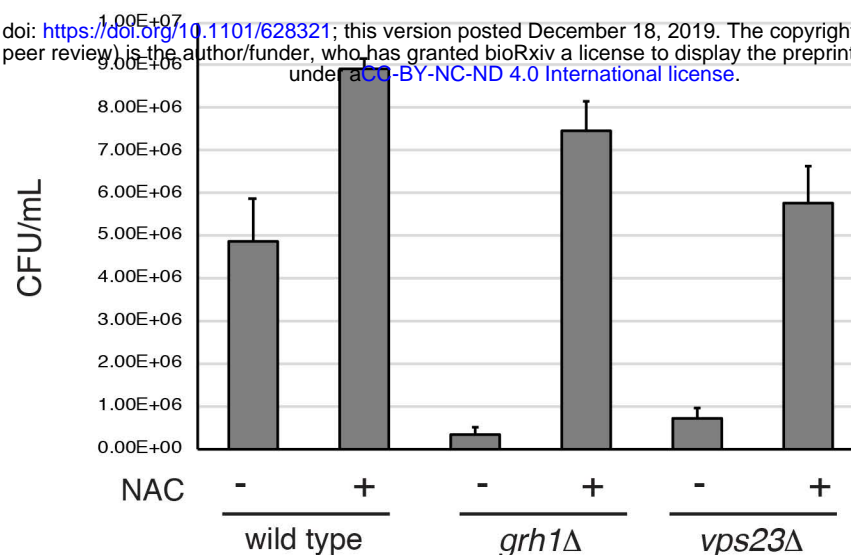 1.00E+07
doi: https://doi.org/10.1101/628321; this version posted December 18, 2019. The copyright
peer review) is the author/funder, who has granted bioRxiv a license to display the preprint
9.00E+06
under aCC-BY-NC-ND 4.0 International license.
8.00E+06
7.00E+06
6.00E+06
5.00E+06
4.00E+06
3.00E+06
2.00E+06
1.00E+06
0.00E+00
CFU/mL
NAC - + - + - +
wild type grh1Δ vps23Δ